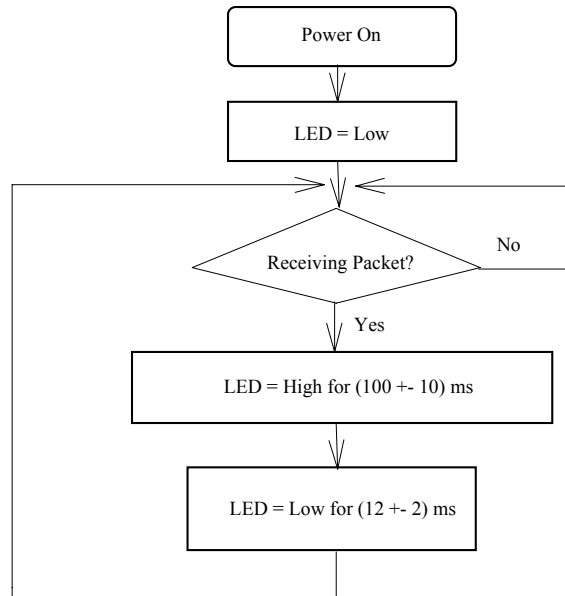 Power On
LED = Low
Receiving Packet?
No
Yes
LED = High for (100 +- 10) ms
LED = Low for (12 +- 2) ms